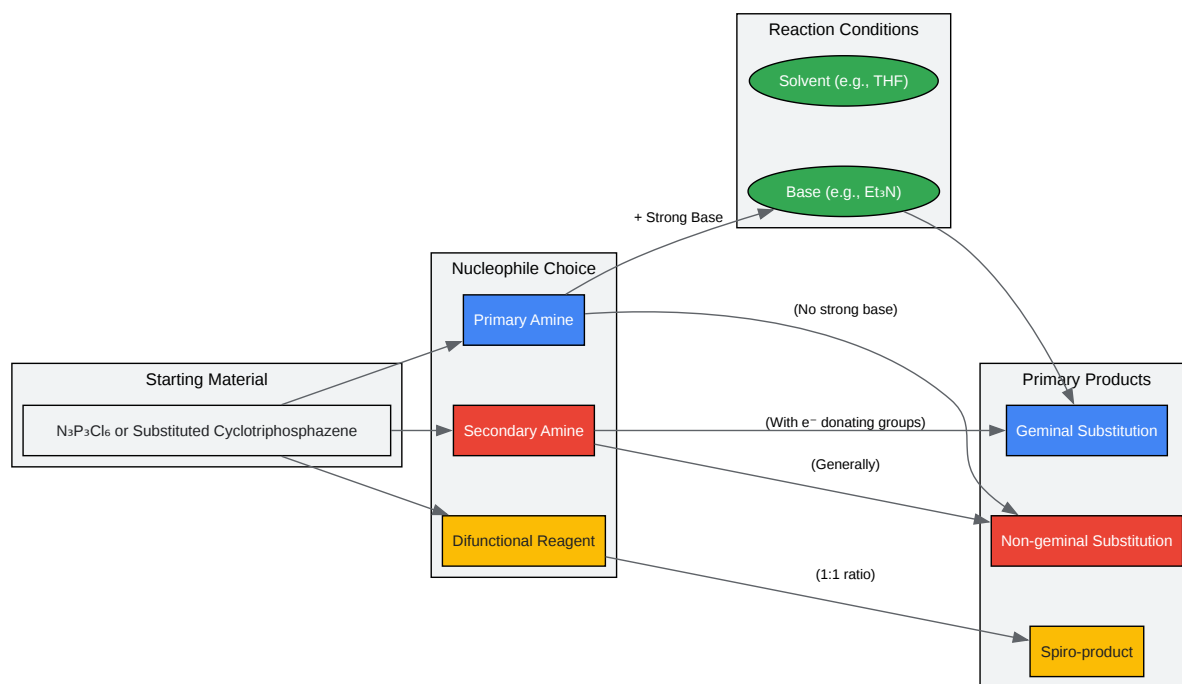 Reaction Conditions
Solvent (e.g., THF)
Base (e.g., Et₃N)
+ Strong Base
Nucleophile Choice
Primary Amine
(No strong base)
Starting Material
Primary Products
N₃P₃Cl₆ or Substituted Cyclotriphosphazene
Secondary Amine
(With e⁻ donating groups)
Geminal Substitution
(Generally)
Difunctional Reagent
Non-geminal Substitution
(1:1 ratio)
Spiro-product